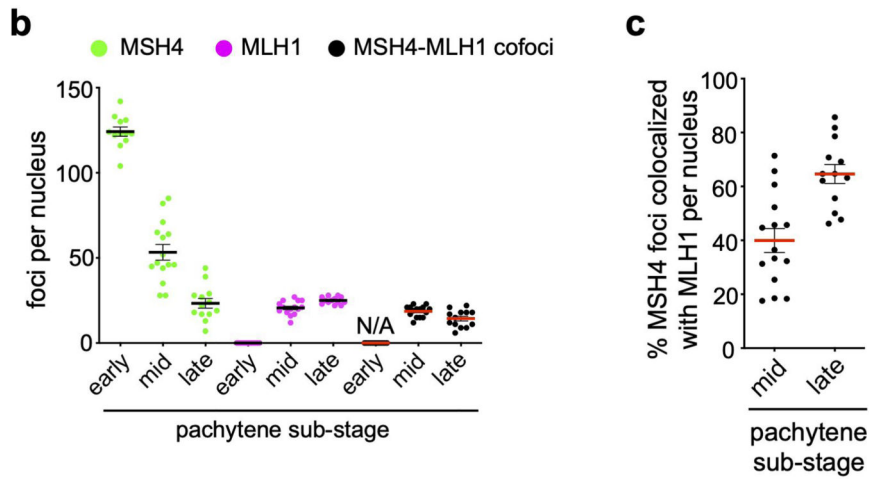 b
MSH4 MLH1 MSH4-MLH1 cofoci
foci per nucleus
150
100
50
0
N/A
early mid late early mid late early mid late
pachytene sub-stage
c
% MSH4 foci colocalized
with MLH1 per nucleus
100
80
60
40
20
0
mid late
pachytene
sub-stage